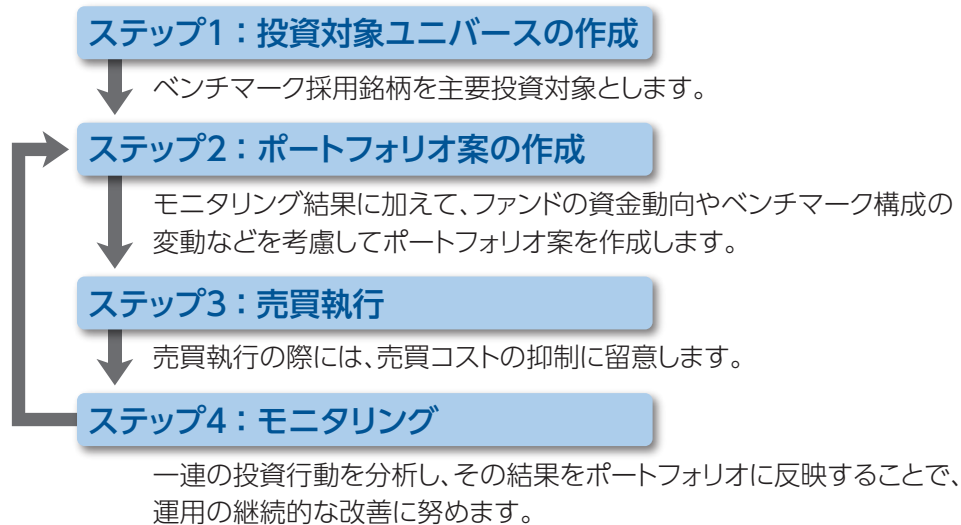 ステップ1：投資対象ユニバースの作成
ベンチマーク採用銘柄を主要投資対象とします。
ステップ2：ポートフォリオ案の作成
モニタリング結果に加えて、ファンドの資金動向やベンチマーク構成の
変動などを考慮してポートフォリオ案を作成します。
ステップ3：売買執行
売買執行の際には、売買コストの抑制に留意します。
ステップ4：モニタリング
一連の投資行動を分析し、その結果をポートフォリオに反映することで、
運用の継続的な改善に努めます。